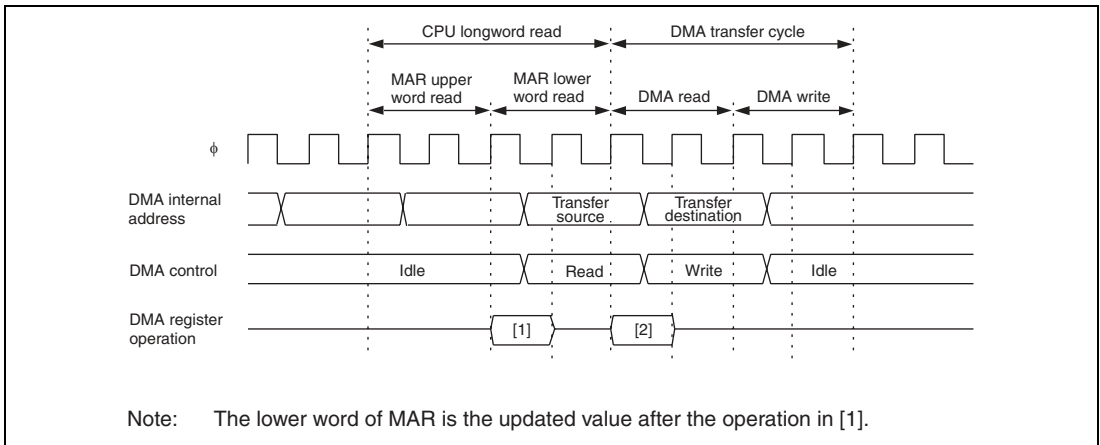 CPU longword read DMA transfer cycle
MAR upper word read MAR lower word read DMA read DMA write
ϕ
DMA internal address Transfer source Transfer destination
DMA control Idle Read Write Idle
DMA register operation [1] [2]
Note: The lower word of MAR is the updated value after the operation in [1].